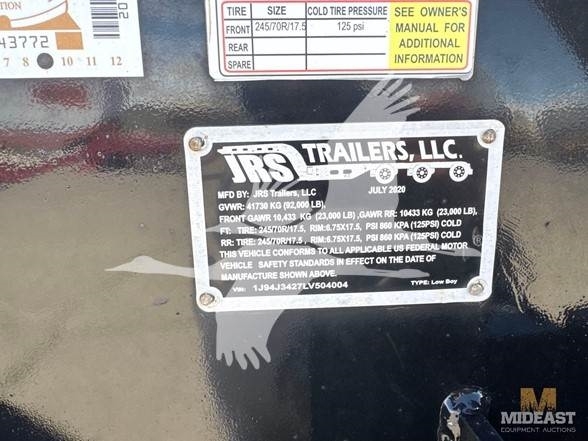 TION
43772
7 8 10 11 12
20
TIRE SIZE COLD TIRE PRESSURE
FRONT 245/70R/17.5 125 psi
REAR
SPARE
SEE OWNER'S
MANUAL FOR
ADDITIONAL
INFORMATION
JRS TRAILERS, LLC.
MFD BY: JRS Trailers, LLC JULY 2020
GVWR: 41730 KG (92,000 LB),
FRONT GAWR 10,433 KG (23,000 LB) ,GAWR RR: 10433 KG (23,000 LB),
FT: TIRE: 245/70R/17.5, RIM:6.75X17.5, PSI 860 KPA (125PSI) COLD
RR: TIRE: 245/70R/17.5 , RIM:6.75X17.5, PSI 860 KPA (125PSI) COLD
THIS VEHICLE CONFORMS TO ALL APPLICABLE US FEDERAL MOTOR
VEHICLE SAFETY STANDARDS IN EFFECT ON THE DATE OF
MANUFACTURE SHOWN ABOVE.
VIN: 1J94J3427LV504004 TYPE: Low Boy
®
M
MIDEAST
EQUIPMENT AUCTIONS